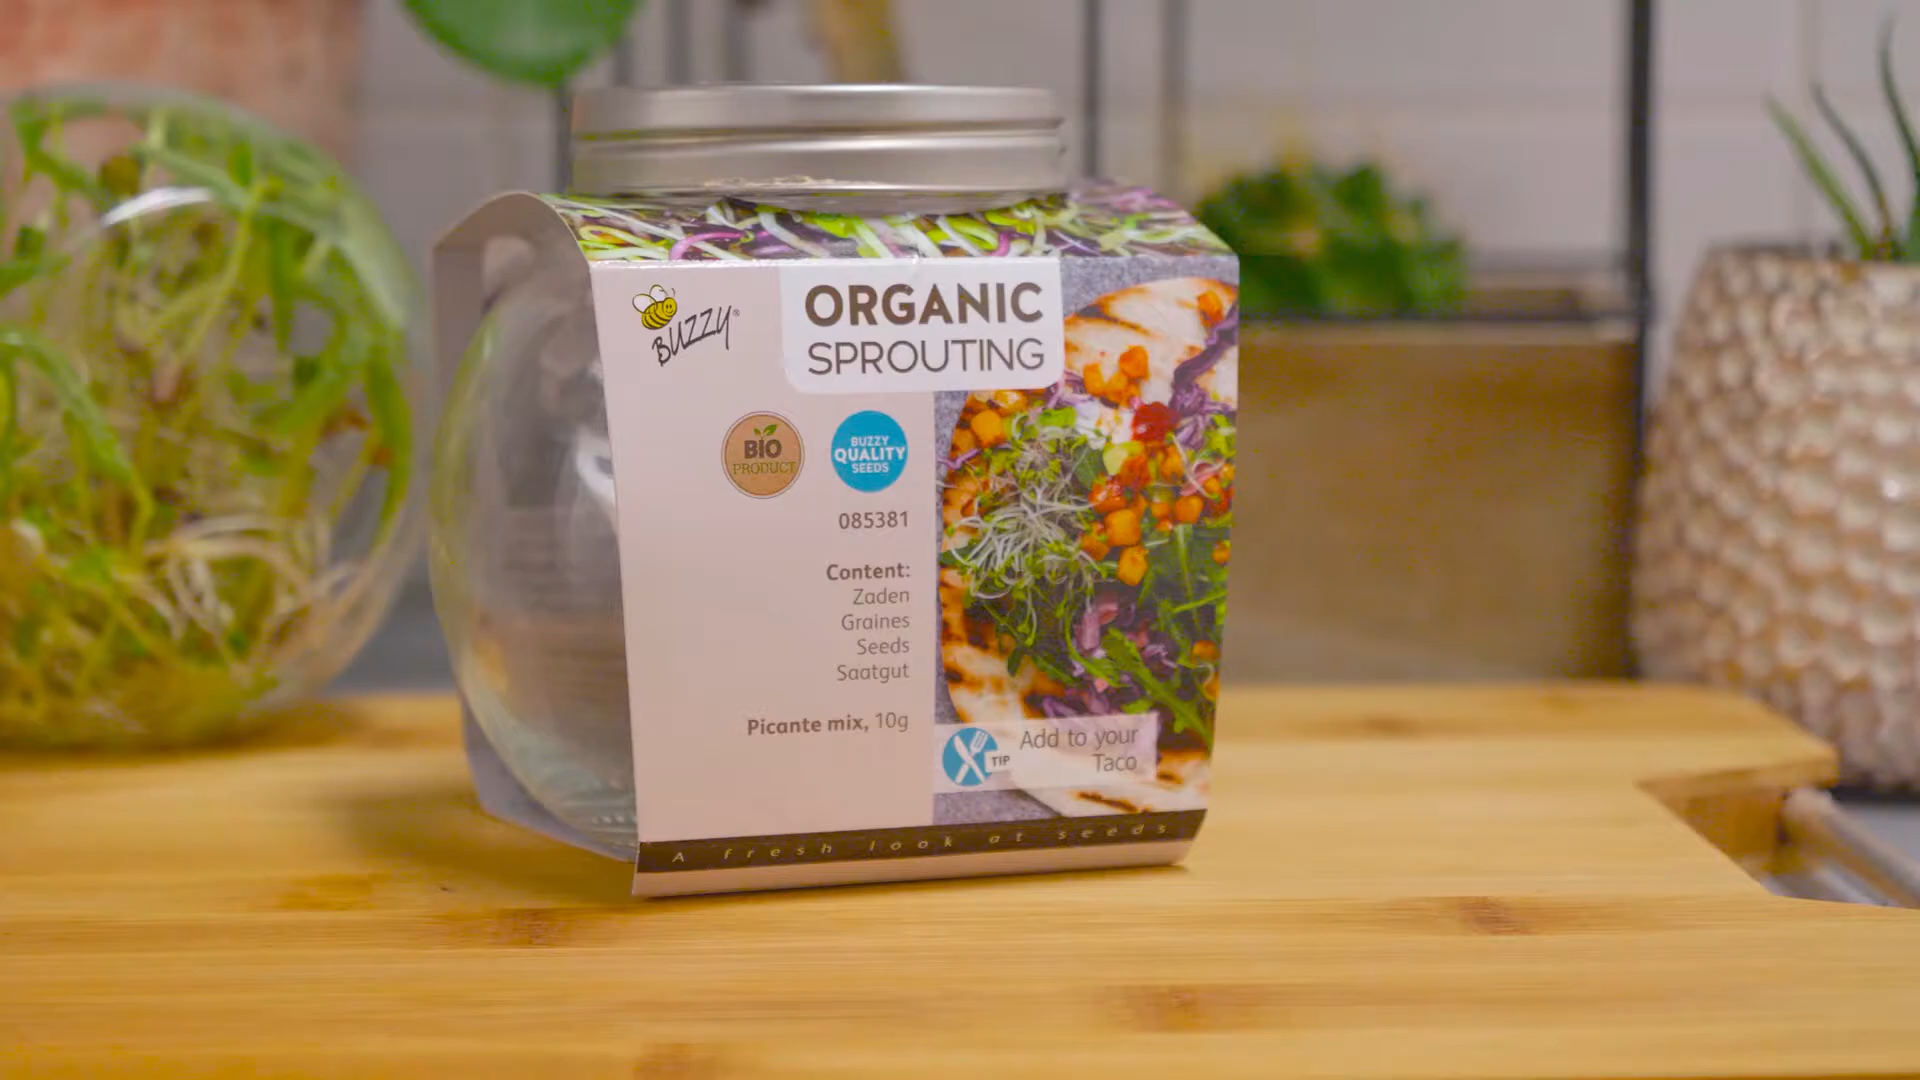 BUZZY®
ORGANIC
SPROUTING
BIO
PRODUCT
BUZZY
QUALITY
SEEDS
085381
Content:
Zaden
Graines
Seeds
Saatgut
Picante mix, 10g
TIP
Add to your
Taco
A fresh look at seeds